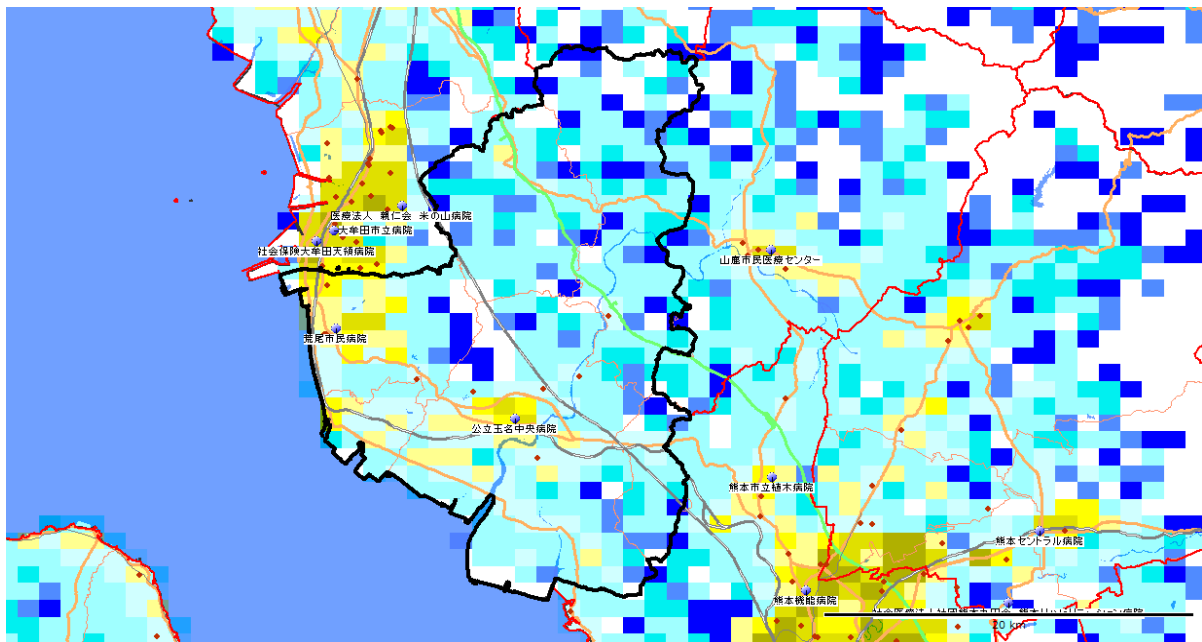 医療法人 親仁会 米の山病院
大牟田市立病院
社会保険大牟田天領病院
山鹿市民医療センター
荒尾市民病院
公立玉名中央病院
熊本市立植木病院
熊本セントラル病院
熊本機能病院
20 km